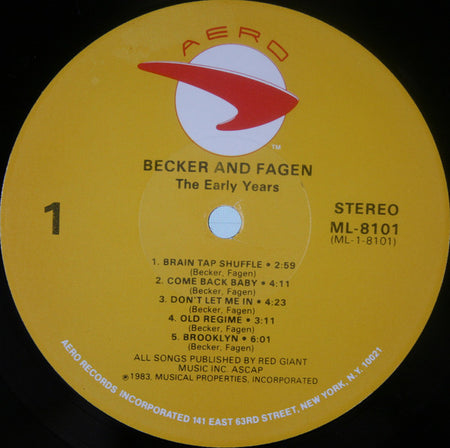 AERO
TM
BECKER AND FAGEN
The Early Years
1
STEREO
ML-8101
(ML-1-8101)
1. BRAIN TAP SHUFFLE • 2:59
(Becker, Fagen)
2. COME BACK BABY • 4:11
(Becker, Fagen)
3. DON'T LET ME IN • 4:23
(Becker, Fagen)
4. OLD REGIME • 3:11
(Becker, Fagen)
5. BROOKLYN • 6:01
(Becker, Fagen)
ALL SONGS PUBLISHED BY RED GIANT
MUSIC INC. ASCAP
℗1983, MUSICAL PROPERTIES, INCORPORATED
AERO RECORDS INCORPORATED 141 EAST 63RD STREET, NEW YORK, N.Y. 10021